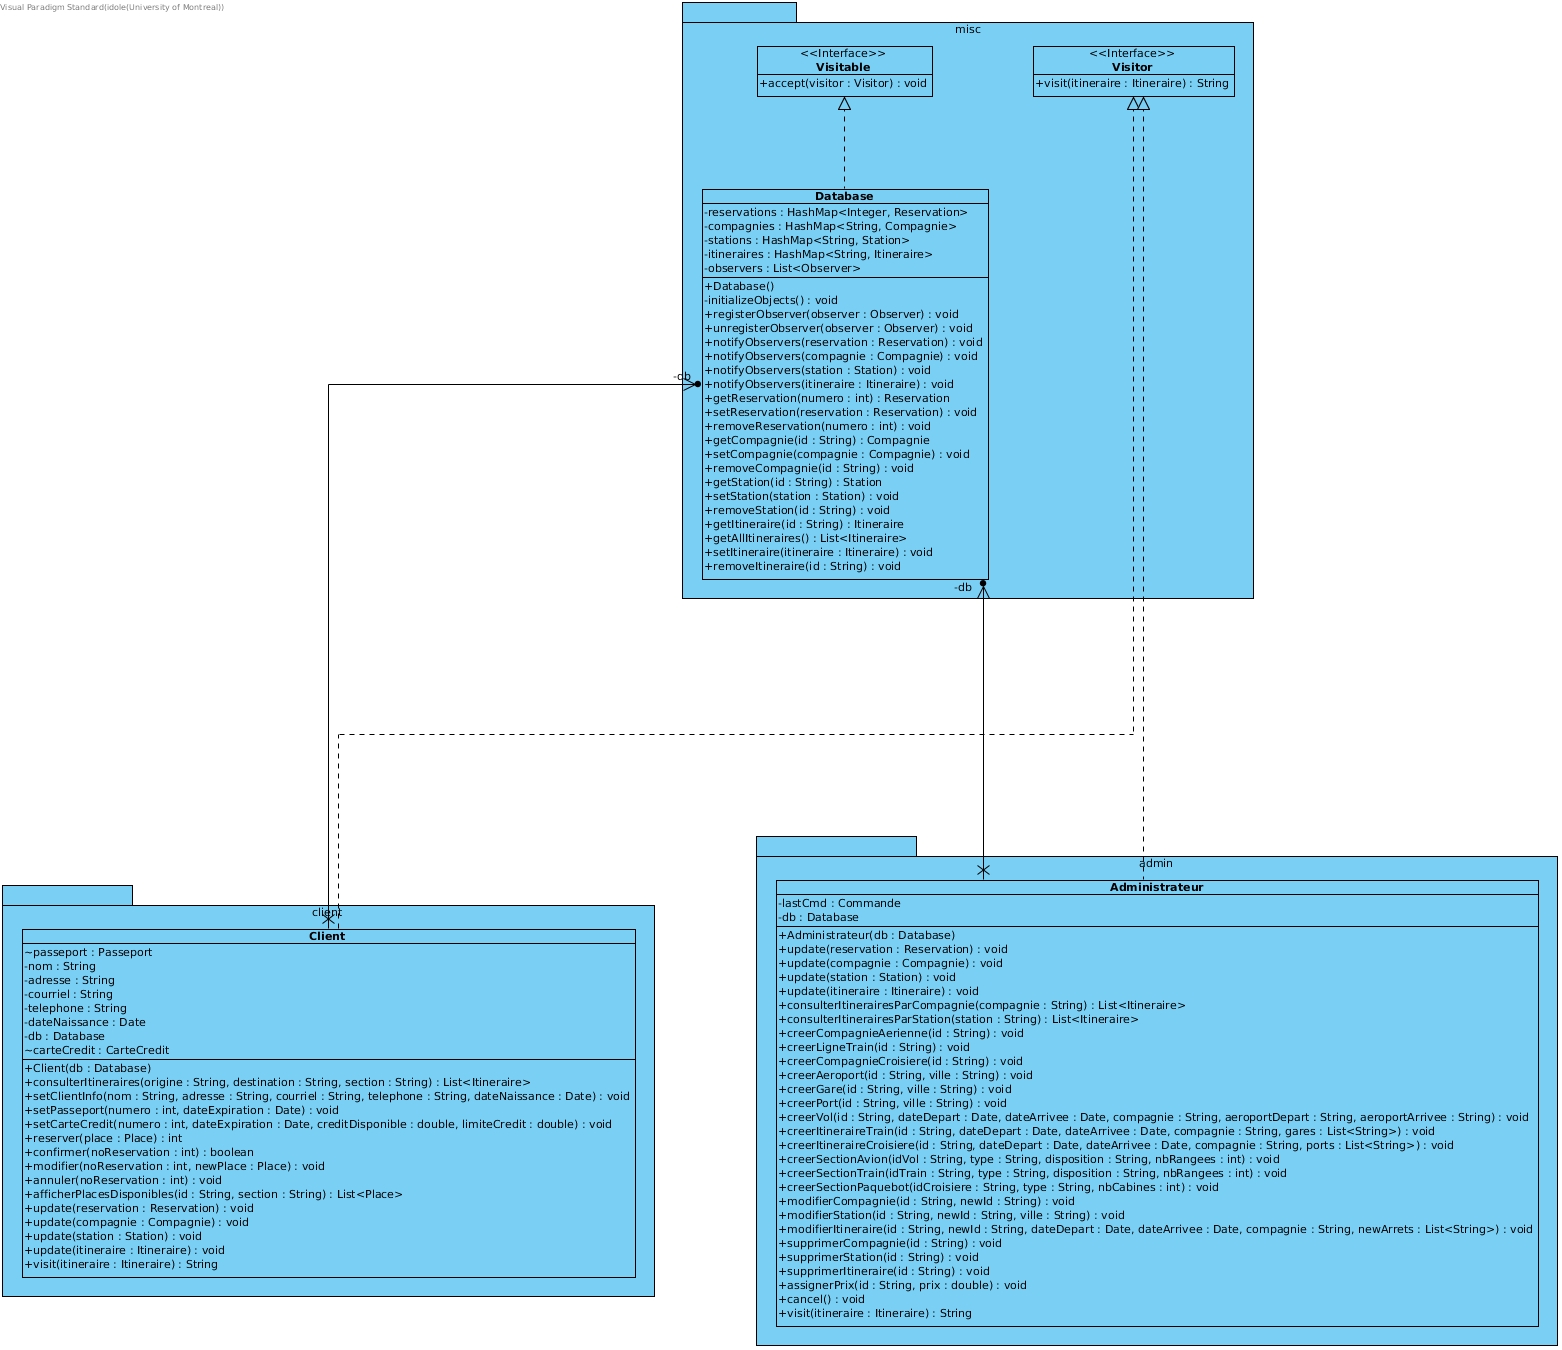 Visual Paradigm Standard(idole(University of Montreal))
misc
<<Interface>>
Visitable
+accept(visitor : Visitor) : void
<<Interface>>
Visitor
+visit(itineraire : Itineraire) : String
Database
-reservations : HashMap<Integer, Reservation>
-compagnies : HashMap<String, Compagnie>
-stations : HashMap<String, Station>
-itineraires : HashMap<String, Itineraire>
-observers : List<Observer>
+Database()
-initializeObjects() : void
+registerObserver(observer : Observer) : void
+unregisterObserver(observer : Observer) : void
+notifyObservers(reservation : Reservation) : void
+notifyObservers(compagnie : Compagnie) : void
+notifyObservers(station : Station) : void
+notifyObservers(itineraire : Itineraire) : void
+getReservation(numero : int) : Reservation
+setReservation(reservation : Reservation) : void
+removeReservation(numero : int) : void
+getCompagnie(id : String) : Compagnie
+setCompagnie(compagnie : Compagnie) : void
+removeCompagnie(id : String) : void
+getStation(id : String) : Station
+setStation(station : Station) : void
+removeStation(id : String) : void
+getItineraire(id : String) : Itineraire
+getAllItineraires() : List<Itineraire>
+setItineraire(itineraire : Itineraire) : void
+removeItineraire(id : String) : void
-db
-db
client
Client
~passeport : Passeport
-nom : String
-adresse : String
-courriel : String
-telephone : String
-dateNaissance : Date
-db : Database
~carteCredit : CarteCredit
+Client(db : Database)
+consulterItineraires(origine : String, destination : String, section : String) : List<Itineraire>
+setClientInfo(nom : String, adresse : String, courriel : String, telephone : String, dateNaissance : Date) : void
+setPasseport(numero : int, dateExpiration : Date) : void
+setCarteCredit(numero : int, dateExpiration : Date, creditDisponible : double, limiteCredit : double) : void
+reserver(place : Place) : int
+confirmer(noReservation : int) : boolean
+modifier(noReservation : int, newPlace : Place) : void
+annuler(noReservation : int) : void
+afficherPlacesDisponibles(id : String, section : String) : List<Place>
+update(reservation : Reservation) : void
+update(compagnie : Compagnie) : void
+update(station : Station) : void
+update(itineraire : Itineraire) : void
+visit(itineraire : Itineraire) : String
admin
Administrateur
-lastCmd : Commande
-db : Database
+Administrateur(db : Database)
+update(reservation : Reservation) : void
+update(compagnie : Compagnie) : void
+update(station : Station) : void
+update(itineraire : Itineraire) : void
+consulterItinerairesParCompagnie(compagnie : String) : List<Itineraire>
+consulterItinerairesParStation(station : String) : List<Itineraire>
+creerCompagnieAerienne(id : String) : void
+creerLigneTrain(id : String) : void
+creerCompagnieCroisiere(id : String) : void
+creerAeroport(id : String, ville : String) : void
+creerGare(id : String, ville : String) : void
+creerPort(id : String, ville : String) : void
+creerVol(id : String, dateDepart : Date, dateArrivee : Date, compagnie : String, aeroportDepart : String, aeroportArrivee : String) : void
+creerItineraireTrain(id : String, dateDepart : Date, dateArrivee : Date, compagnie : String, gares : List<String>) : void
+creerItineraireCroisiere(id : String, dateDepart : Date, dateArrivee : Date, compagnie : String, ports : List<String>) : void
+creerSectionAvion(idVol : String, type : String, disposition : String, nbRangees : int) : void
+creerSectionTrain(idTrain : String, type : String, disposition : String, nbRangees : int) : void
+creerSectionPaquebot(idCroisiere : String, type : String, nbCabines : int) : void
+modifierCompagnie(id : String, newId : String) : void
+modifierStation(id : String, newId : String, ville : String) : void
+modifierItineraire(id : String, newId : String, dateDepart : Date, dateArrivee : Date, compagnie : String, newArrets : List<String>) : void
+supprimerCompagnie(id : String) : void
+supprimerStation(id : String) : void
+supprimerItineraire(id : String) : void
+assignerPrix(id : String, prix : double) : void
+cancel() : void
+visit(itineraire : Itineraire) : String